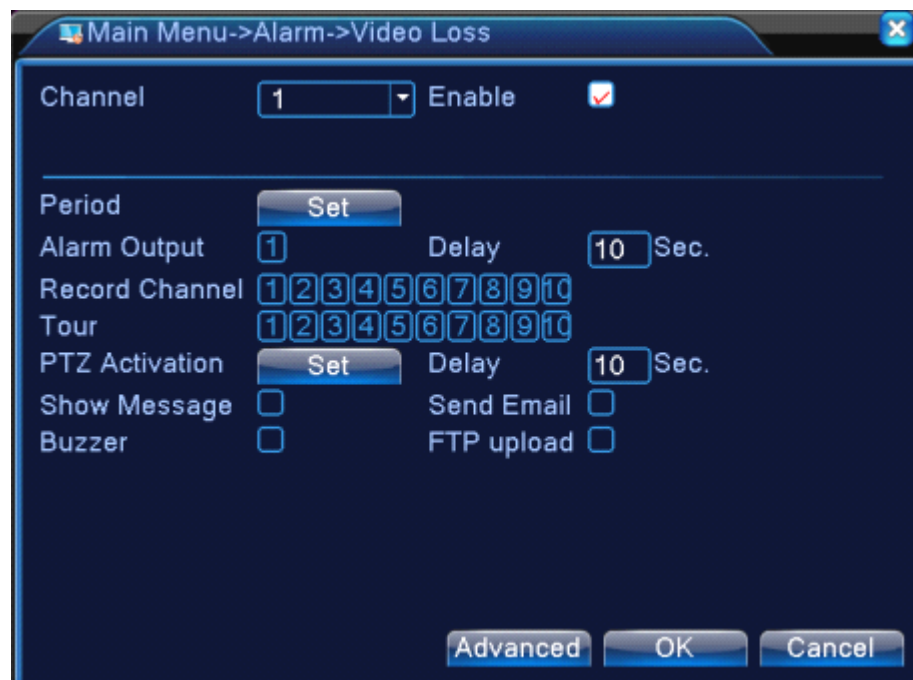 Main Menu->Alarm->Video Loss
Channel 1 Enable
Period Set
Alarm Output 1 Delay 10 Sec.
Record Channel 1 2 3 4 5 6 7 8 9 10
Tour 1 2 3 4 5 6 7 8 9 10
PTZ Activation Set Delay 10 Sec.
Show Message Send Email
Buzzer FTP upload
Advanced OK Cancel